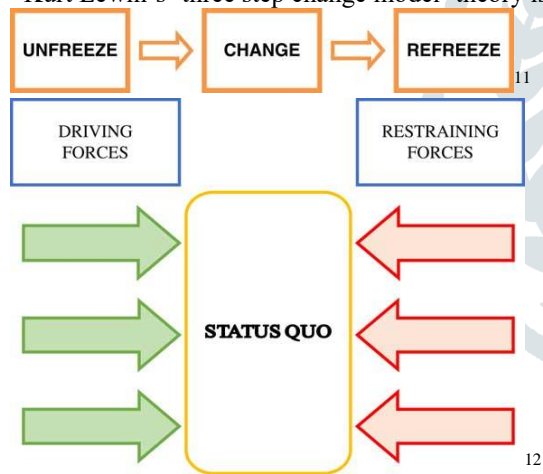 Kurt Lewin's 'three step change model' theory is
UNFREEZE CHANGE REFREEZE
11
DRIVING FORCES
RESTRAINING FORCES
STATUS QUO
12